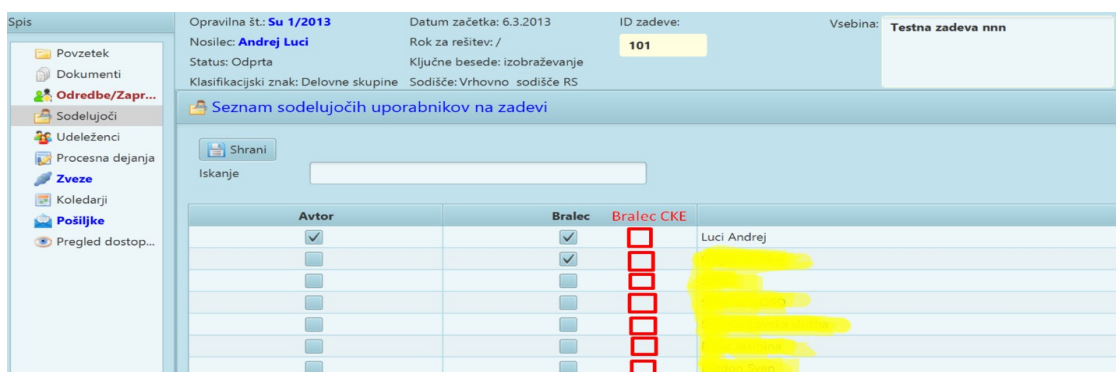 Spis
Povzetek
Dokumenti
Odredbe/Zapr...
Sodelujoči
Udeleženci
Procesna dejanja
Zveze
Koledarji
Pošiljke
Pregled dostop...
Opravilna št.: Su 1/2013
Datum začetka: 6.3.2013
ID zadeve:
Vsebina:
Testna zadeva nnn
Nosilec: Andrej Luci
Rok za rešitev: /
101
Status: Odprta
Ključne besede: izobraževanje
Klasifikacijski znak: Delovne skupine
Sodišče: Vrhovno sodišče RS
Seznam sodelujočih uporabnikov na zadevi
Shrani
Iskanje
Avtor
Bralec
Bralec CKE
Luci Andrej